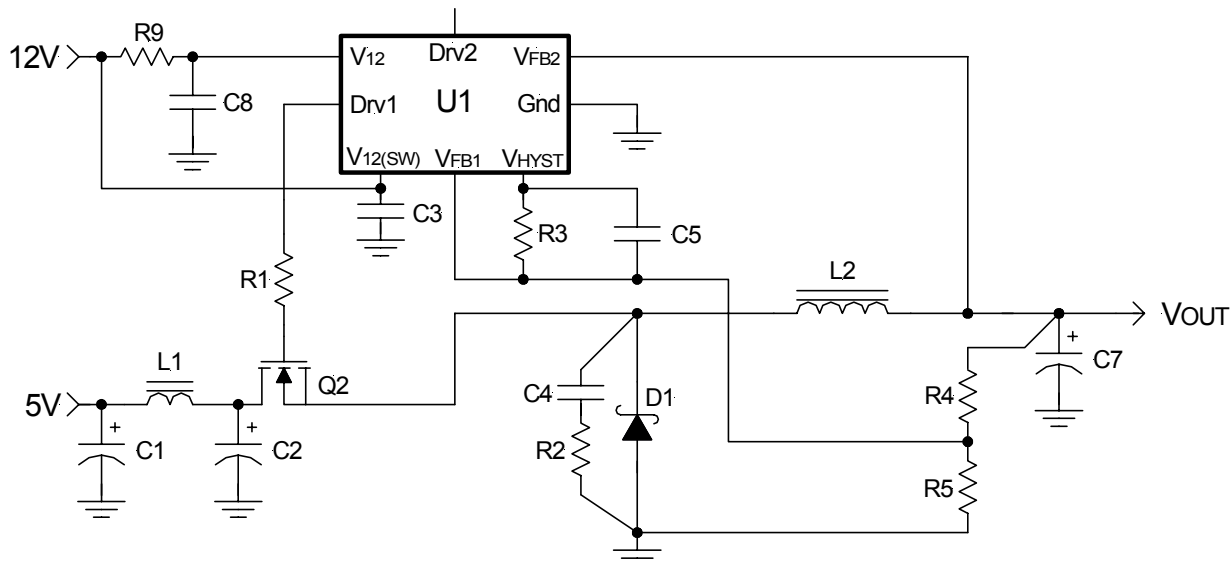 12V
R9
C8
V12
Drv2
VFB2
U1
Drv1
Gnd
V12(SW)
VFB1
VHYST
C3
R3
C5
R1
L2
VOUT
L1
Q2
5V
+
C1
+
C2
C4
D1
R2
+
C7
R4
R5